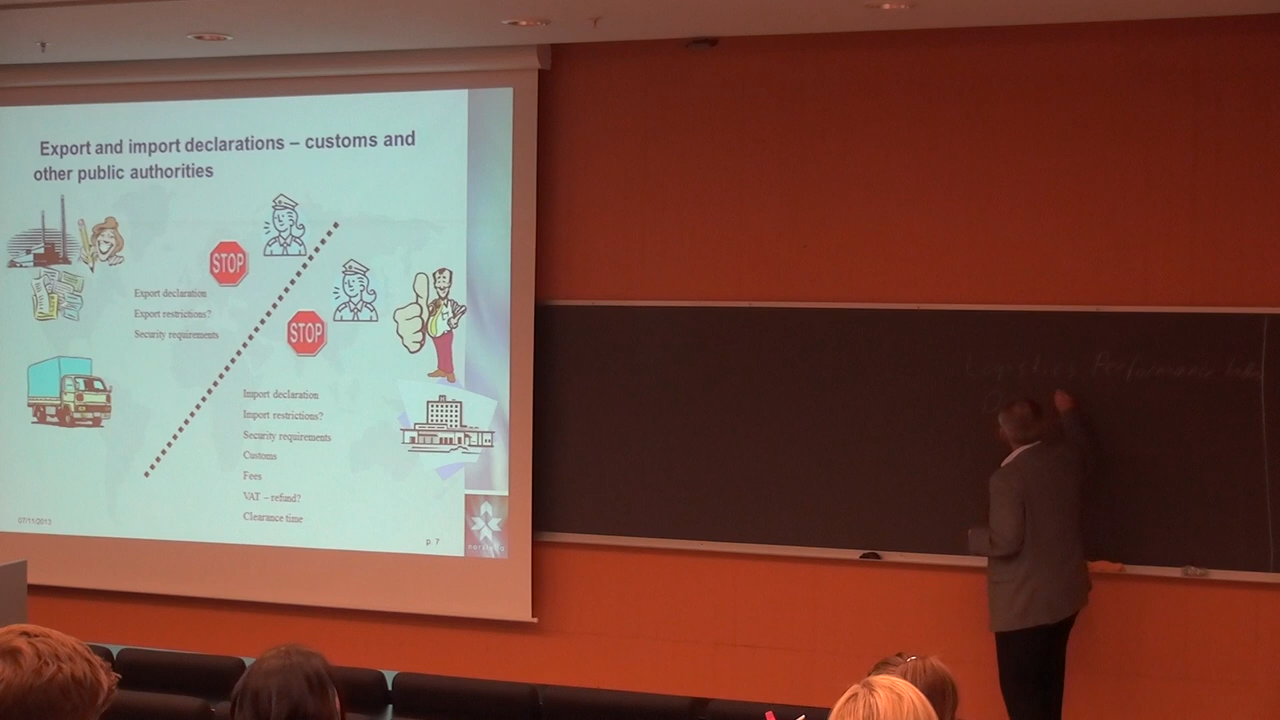 Export and import declarations – customs and
other public authorities
STOP
Export declaration
Export restrictions?
Security requirements
STOP
Import declaration
Import restrictions?
Security requirements
Customs
Fees
VAT – refund?
Clearance time
07/11/2013
p. 7
norstella
Logistics Performance